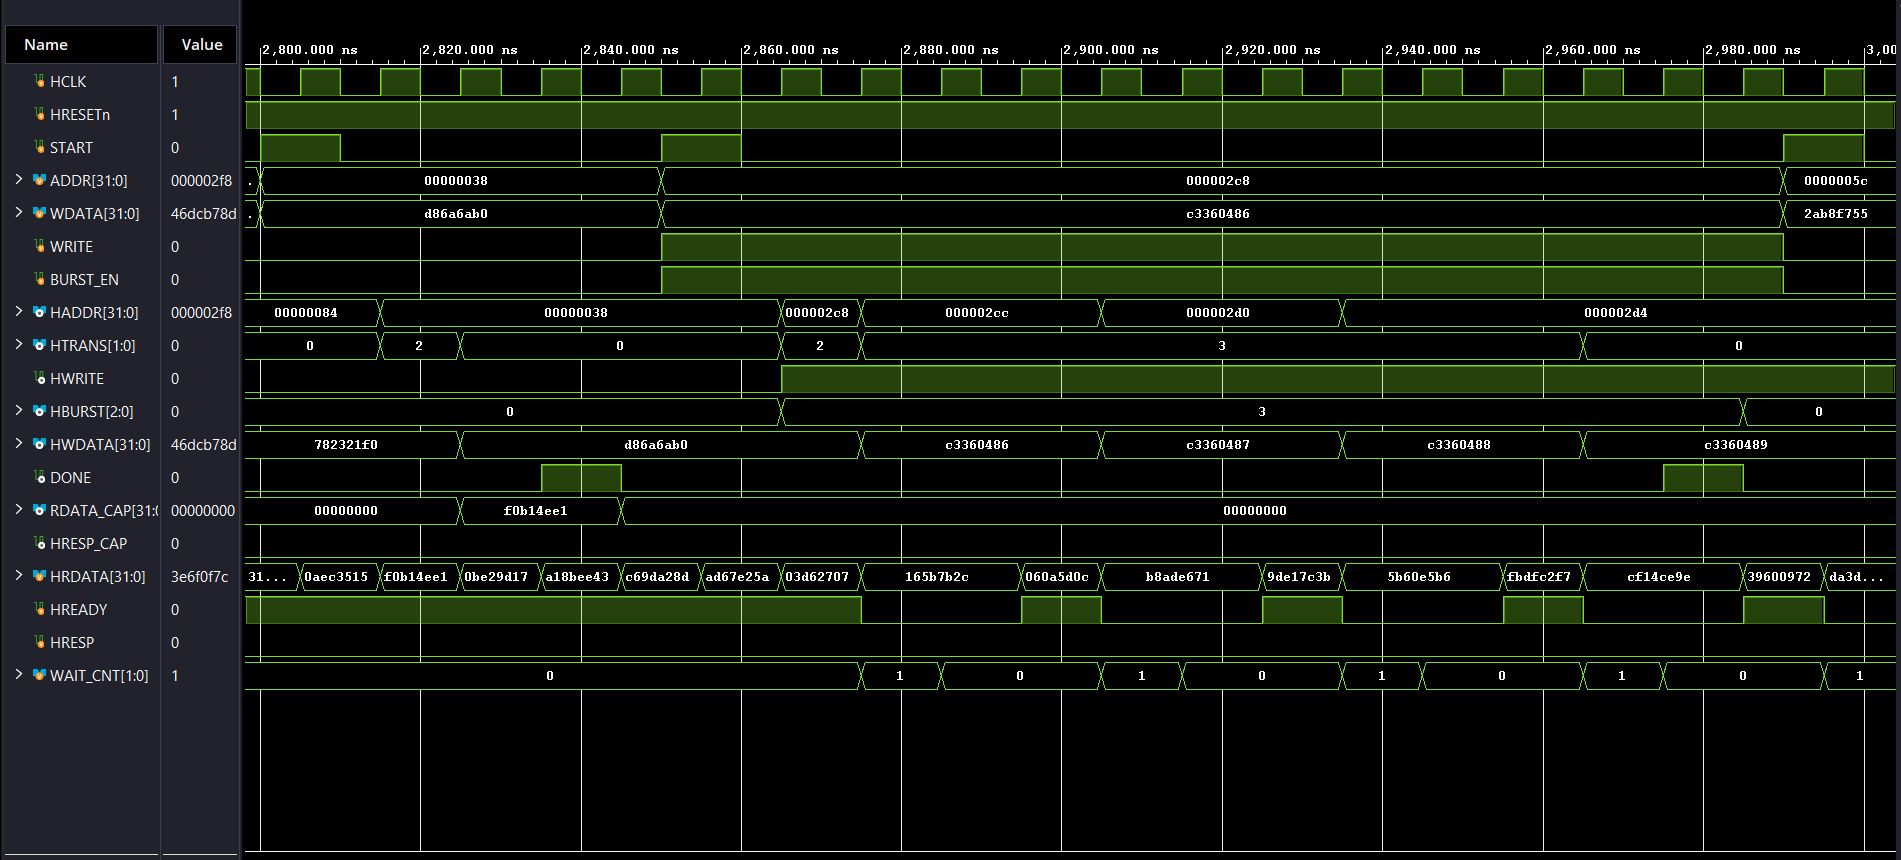 Name Value
2,800.000 ns 2,820.000 ns 2,840.000 ns 2,860.000 ns 2,880.000 ns 2,900.000 ns 2,920.000 ns 2,940.000 ns 2,960.000 ns 2,980.000 ns 3,00
HCLK 1
HRESETn 1
START 0
ADDR[31:0] 000002f8 . 00000038 000002c8 0000005c
WDATA[31:0] 46dcb78d . d86a6ab0 c3360486 2ab8f755
WRITE 0
BURST_EN 0
HADDR[31:0] 000002f8 00000084 00000038 000002c8 000002cc 000002d0 000002d4
HTRANS[1:0] 0 0 2 0 2 3 0
HWRITE 0
HBURST[2:0] 0 0 3 0
HWDATA[31:0] 46dcb78d 782321f0 d86a6ab0 c3360486 c3360487 c3360488 c3360489
DONE 0
RDATA_CAP[31:0 00000000 00000000 f0b14ee1 00000000
HRESP_CAP 0
HRDATA[31:0] 3e6f0f7c 31... 0aec3515 f0b14ee1 0be29d17 a18bee43 c69da28d ad67e25a 03d62707 165b7b2c 060a5d0c b8ade671 9de17c3b 5b60e5b6 fbdfc2f7 cf14ce9e 39600972 da3d...
HREADY 0
HRESP 0
WAIT_CNT[1:0] 1 0 1 0 1 0 1 0 1 0 1